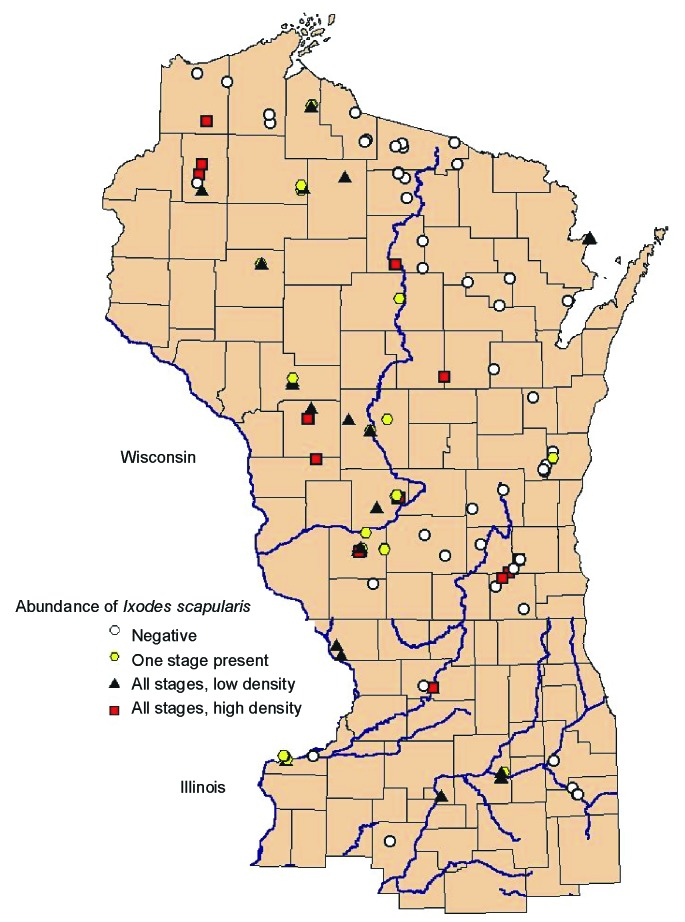 Wisconsin
Abundance of Ixodes scapularis
Negative
One stage present
All stages, low density
All stages, high density
Illinois